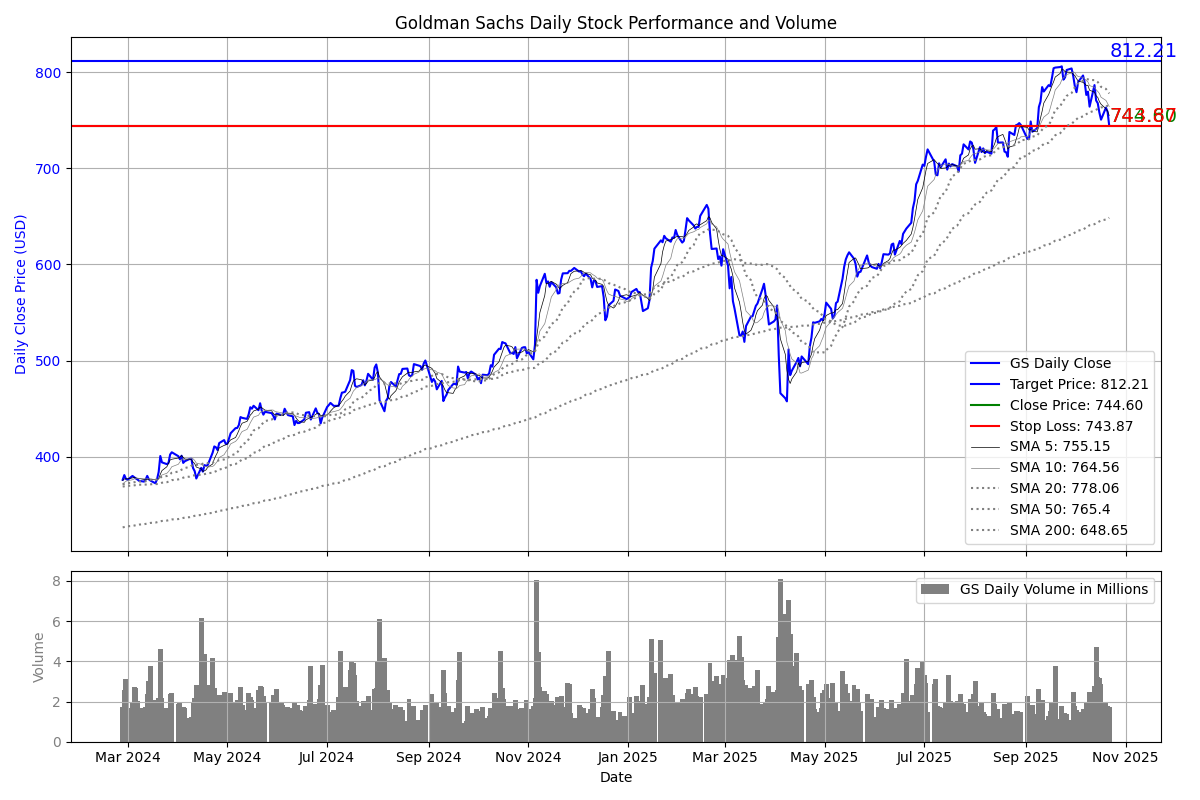 Goldman Sachs Daily Stock Performance and Volume
Daily Close Price (USD)
800
700
600
500
400
812.21
743.87
GS Daily Close
Target Price: 812.21
Close Price: 744.60
Stop Loss: 743.87
SMA 5: 755.15
SMA 10: 764.56
SMA 20: 778.06
SMA 50: 765.4
SMA 200: 648.65
Volume
8
6
4
2
0
GS Daily Volume in Millions
Mar 2024
May 2024
Jul 2024
Sep 2024
Nov 2024
Jan 2025
Mar 2025
May 2025
Jul 2025
Sep 2025
Nov 2025
Date